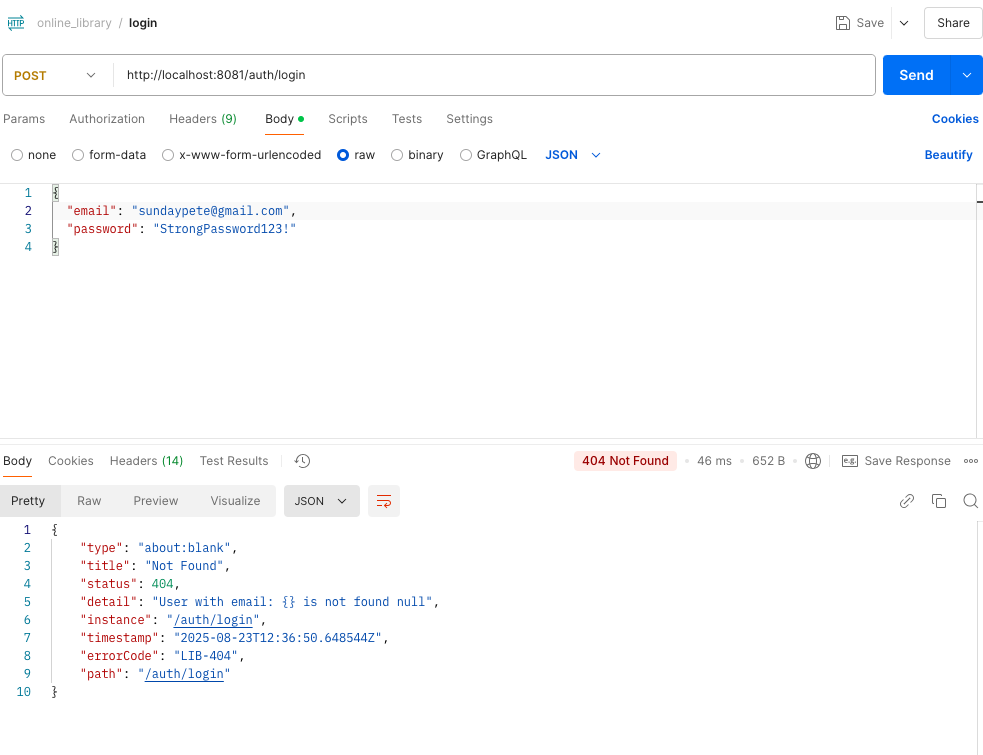 HTTP online_library / login Save Share
POST http://localhost:8081/auth/login Send
Params Authorization Headers (9) Body Scripts Tests Settings Cookies
none form-data x-www-form-urlencoded raw binary GraphQL JSON Beautify
1 {
2 "email": "sundaypete@gmail.com",
3 "password": "StrongPassword123!"
4 }
Body Cookies Headers (14) Test Results 404 Not Found 46 ms 652 B e.g. Save Response
Pretty Raw Preview Visualize JSON
1 {
2 "type": "about:blank",
3 "title": "Not Found",
4 "status": 404,
5 "detail": "User with email: {} is not found null",
6 "instance": "/auth/login",
7 "timestamp": "2025-08-23T12:36:50.648544Z",
8 "errorCode": "LIB-404",
9 "path": "/auth/login"
10 }